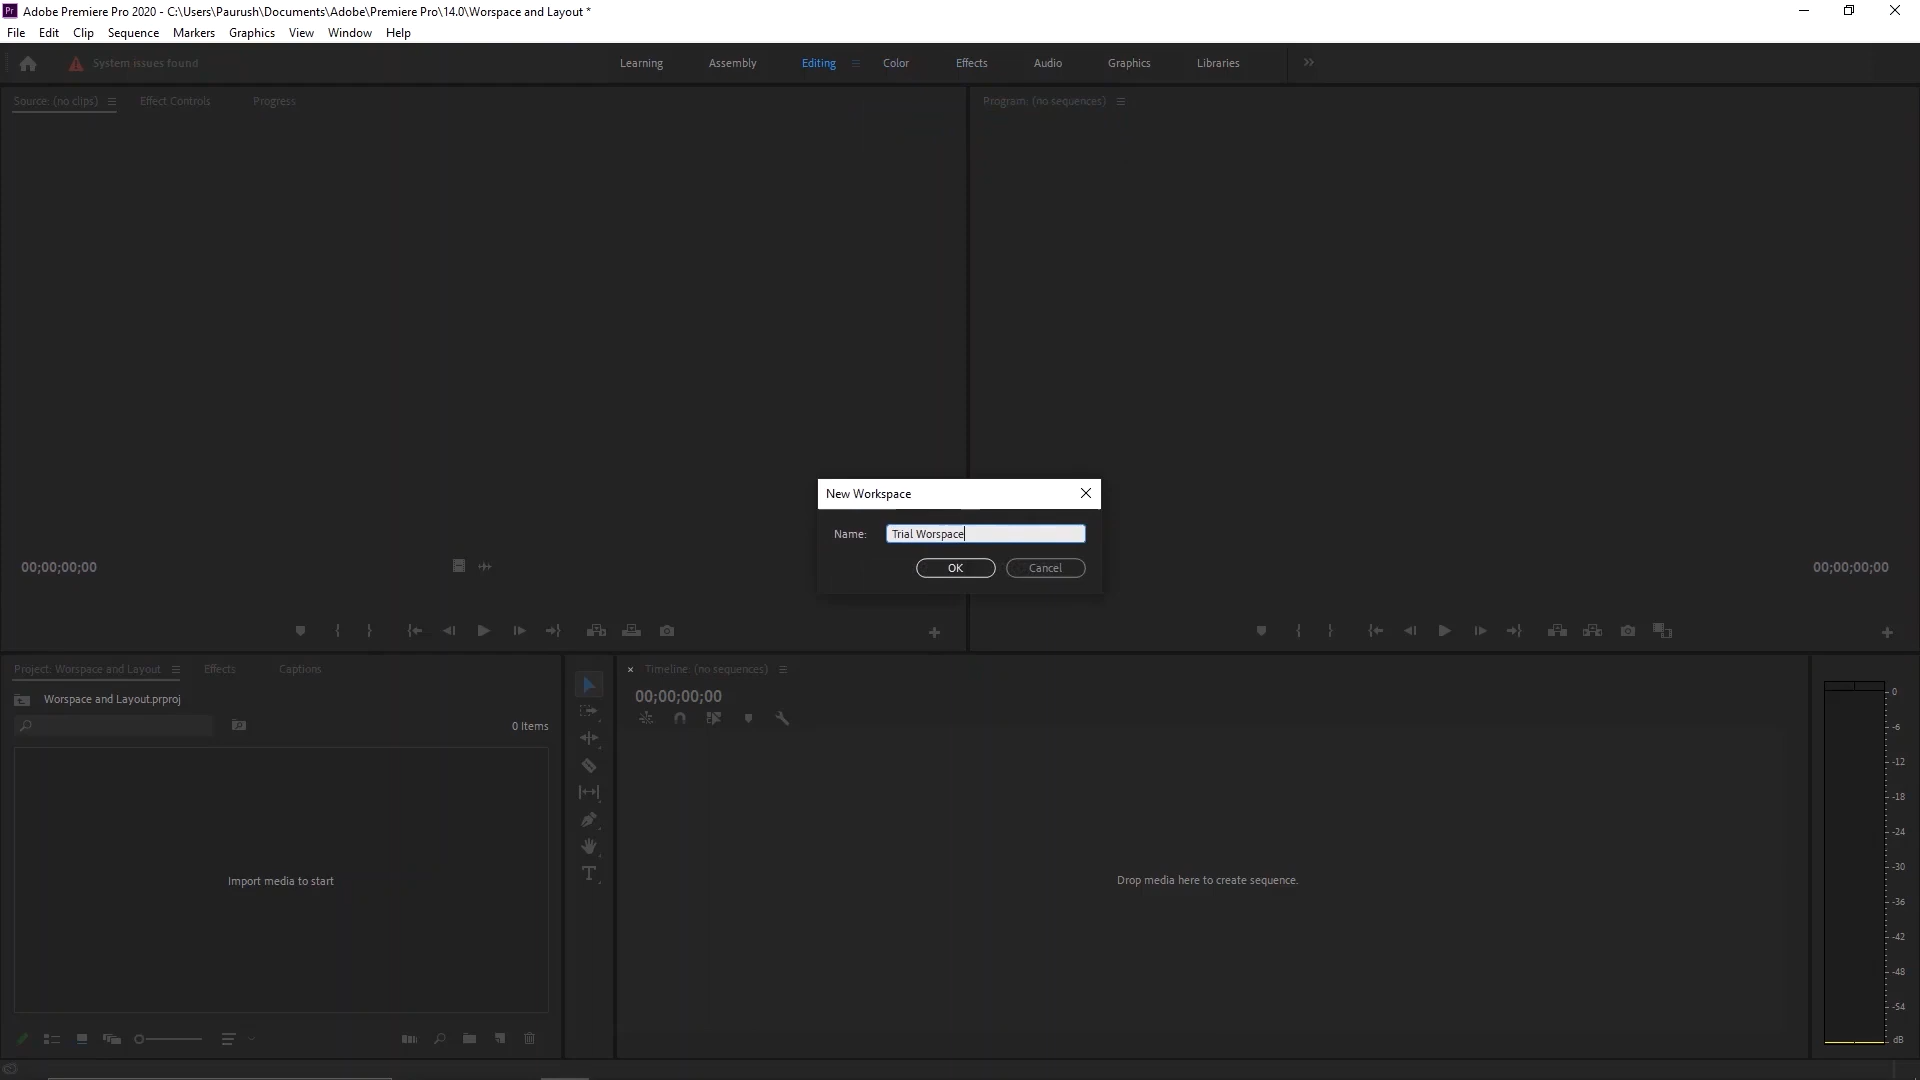 Pr Adobe Premiere Pro 2020 - C:\Users\Paurush\Documents\Adobe\Premiere Pro\14.0\Worspace and Layout *
File Edit Clip Sequence Markers Graphics View Window Help
System issues found Learning Assembly Editing Color Effects Audio Graphics Libraries
Source: (no clips) Effect Controls Progress Program: (no sequences)
New Workspace
Name: Trial Worspace
OK Cancel
00;00;00;00 00;00;00;00
Project: Worspace and Layout Effects Captions Timeline: (no sequences)
Worspace and Layout.prproj 00;00;00;00
0 Items
Import media to start
Drop media here to create sequence.
0
-6
-12
-18
-24
-30
-36
-42
-48
-54
dB